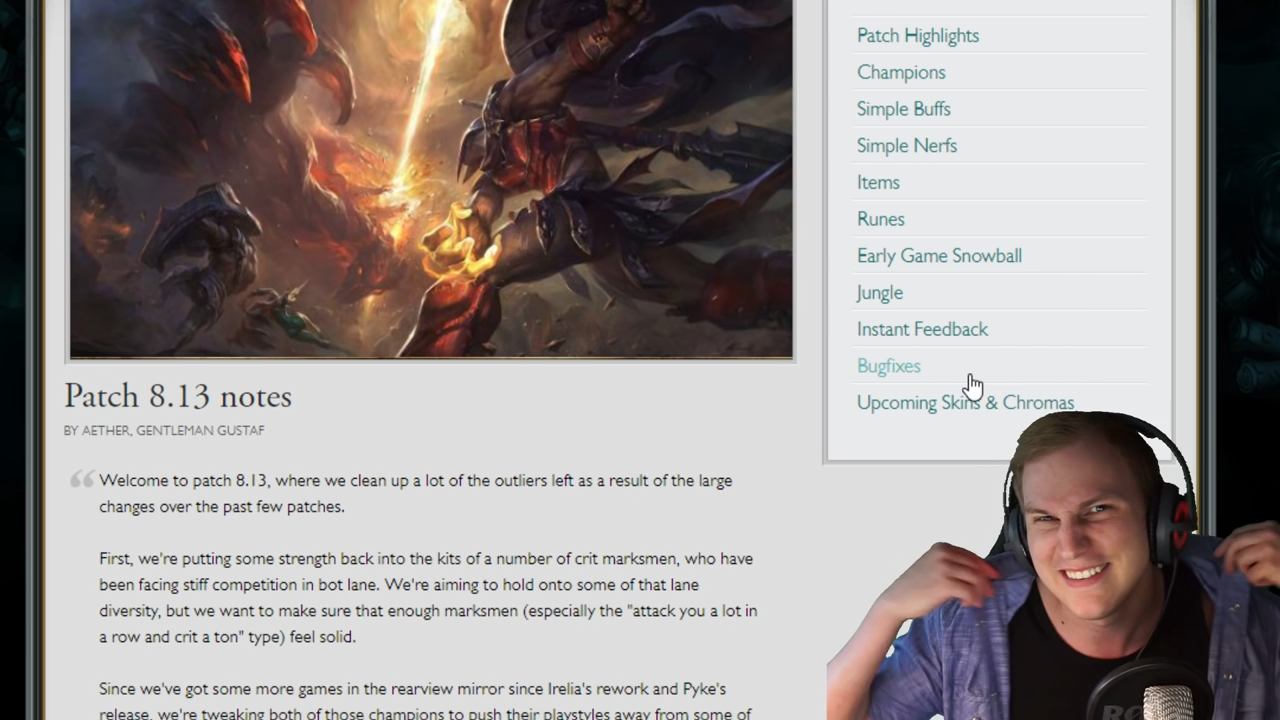 Patch Highlights
Champions
Simple Buffs
Simple Nerfs
Items
Runes
Early Game Snowball
Jungle
Instant Feedback
Bugfixes
Upcoming Skins & Chromas
Patch 8.13 notes
BY AETHER, GENTLEMAN GUSTAF
“ Welcome to patch 8.13, where we clean up a lot of the outliers left as a result of the large
changes over the past few patches.
First, we're putting some strength back into the kits of a number of crit marksmen, who have
been facing stiff competition in bot lane. We're aiming to hold onto some of that lane
diversity, but we want to make sure that enough marksmen (especially the "attack you a lot in
a row and crit a ton" type) feel solid.
Since we've got some more games in the rearview mirror since Irelia's rework and Pyke's
release, we're tweaking both of those champions to push their playstyles away from some of